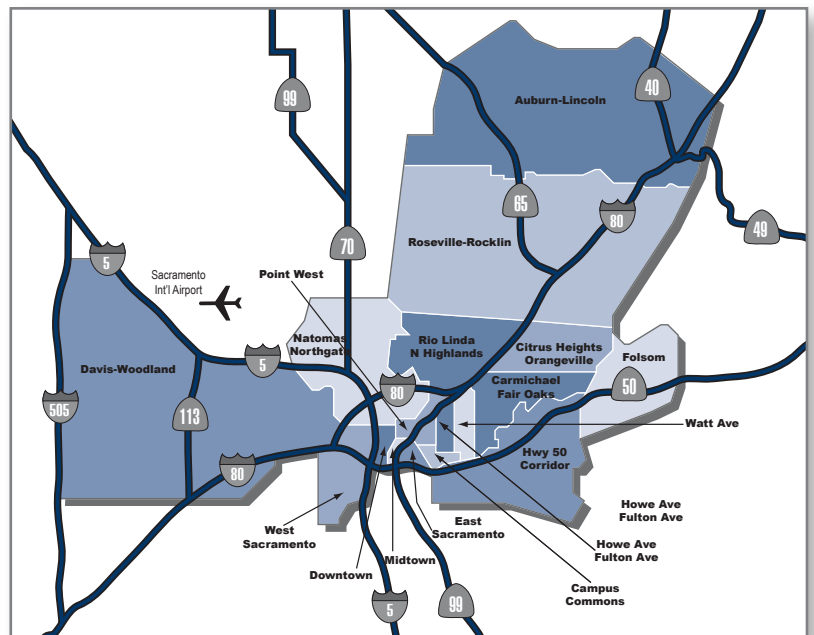 40
99
Auburn-Lincoln
65
80
49
70
Roseville-Rocklin
5
Sacramento
Int'l Airport
Point West
Natomas
Northgate
Rio Linda
N Highlands
Citrus Heights
Orangeville
Folsom
Davis-Woodland
5
80
Carmichael
Fair Oaks
50
505
113
Watt Ave
80
Hwy 50
Corridor
Howe Ave
Fulton Ave
West
Sacramento
East
Sacramento
Howe Ave
Fulton Ave
Downtown
Midtown
Campus
Commons
5
99